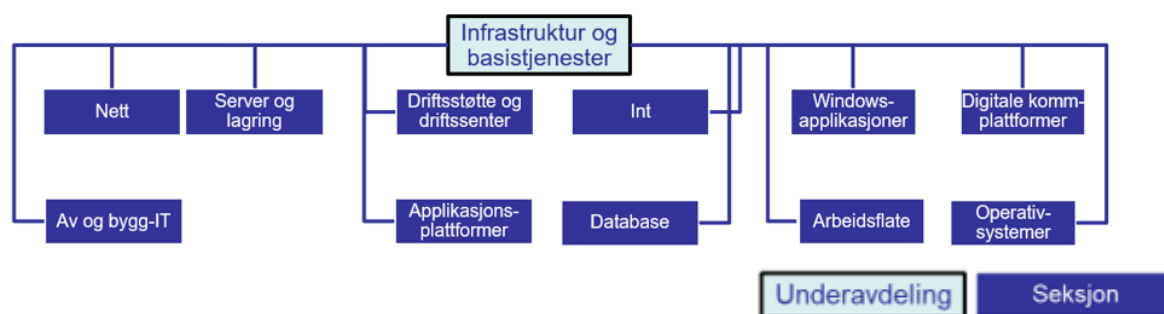 Infrastruktur og
basistjenester
Nett
Server og
lagring
Driftsstøtte og
driftssenter
Int
Windows-
applikasjoner
Digitale komm-
plattformer
Av og bygg-IT
Applikasjons-
plattformer
Database
Arbeidsflate
Operativ-
systemer
Underavdeling
Seksjon